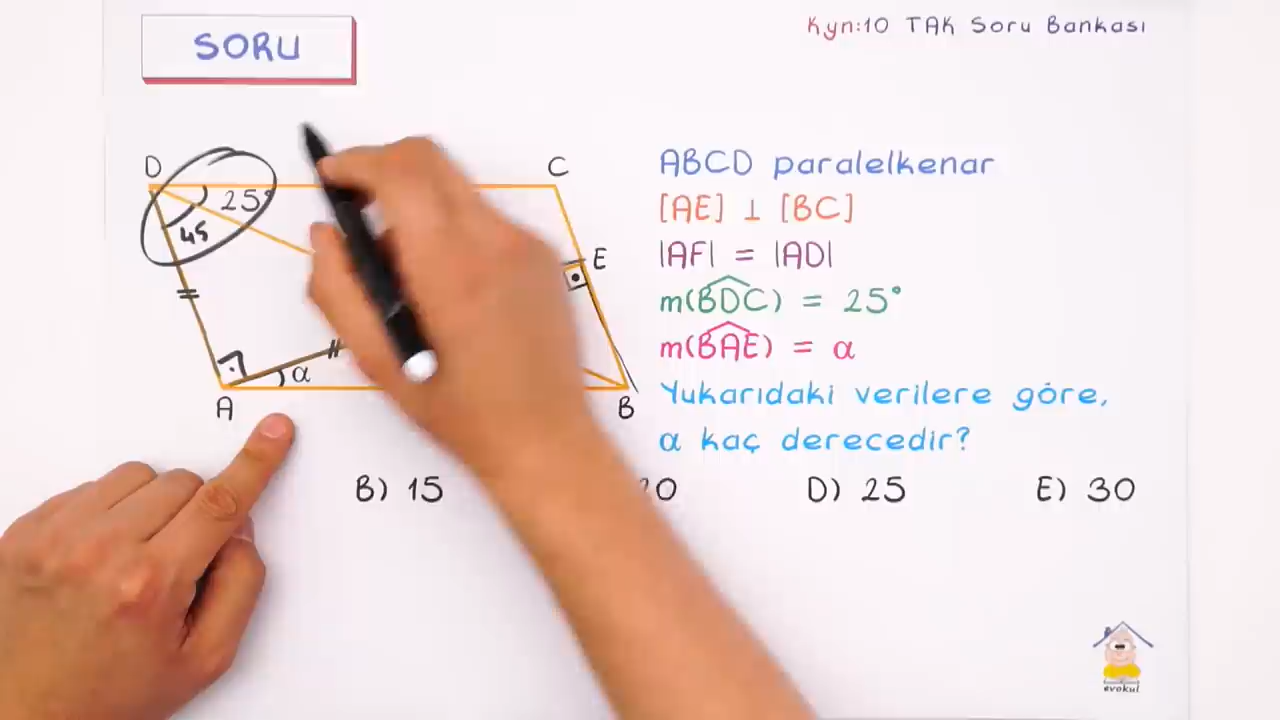 SORU
Kyn:10 TAK Soru Bankası
D
C
25°
45
E
α
A
B
ABCD paralelkenar
[AE] ⊥ [BC]
|AF| = |AD|
m(BDC) = 25°
m(BAE) = α
Yukarıdaki verilere göre,
α kaç derecedir?
B) 15
D) 25
E) 30
evokul